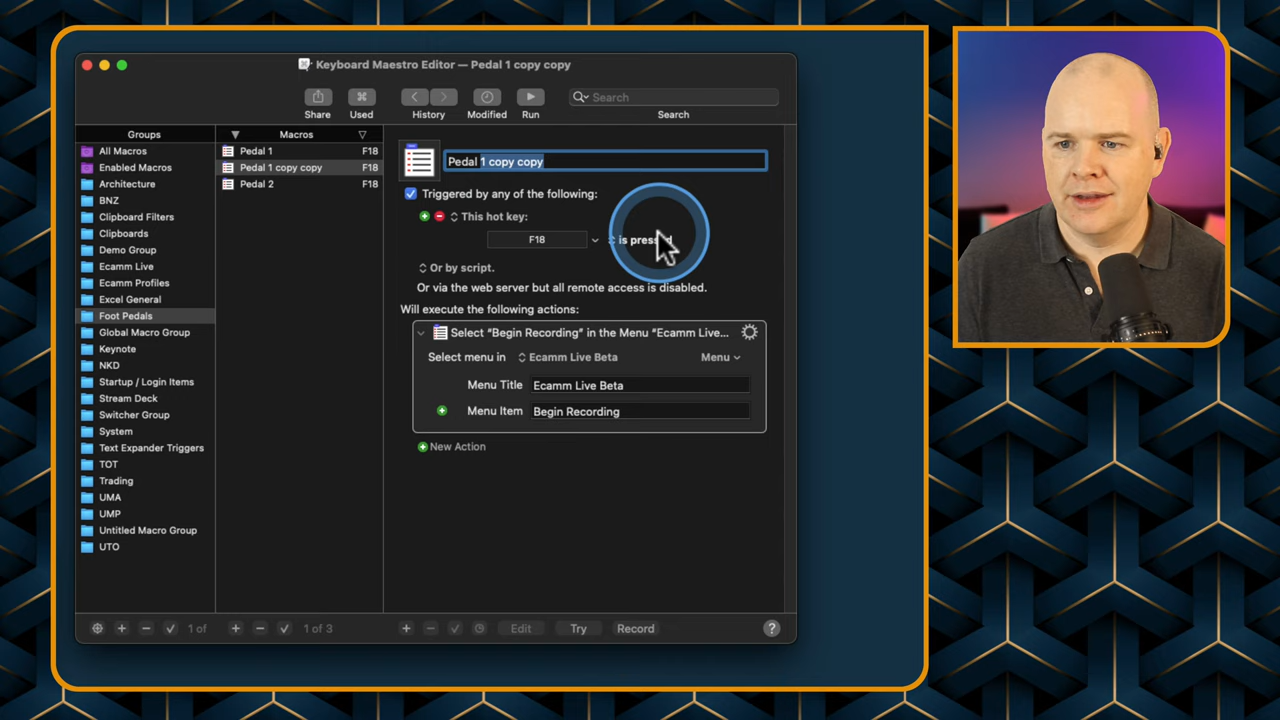 Keyboard Maestro Editor — Pedal 1 copy copy
Share
Used
History
Modified
Run
Search
Search
Groups
All Macros
Enabled Macros
Architecture
BNZ
Clipboard Filters
Clipboards
Demo Group
Ecamm Live
Ecamm Profiles
Excel General
Foot Pedals
Global Macro Group
Keynote
NKD
Startup / Login Items
Stream Deck
Switcher Group
System
Text Expander Triggers
TOT
Trading
UMA
UMP
Untitled Macro Group
UTO
Macros
Pedal 1 F18
Pedal 1 copy copy F18
Pedal 2 F18
Pedal 1 copy copy
Triggered by any of the following:
This hot key:
F18 is pressed
Or by script.
Or via the web server but all remote access is disabled.
Will execute the following actions:
Select “Begin Recording” in the Menu “Ecamm Live...
Select menu in Ecamm Live Beta Menu
Menu Title Ecamm Live Beta
Menu Item Begin Recording
New Action
1 of
1 of 3
Edit
Try
Record
?